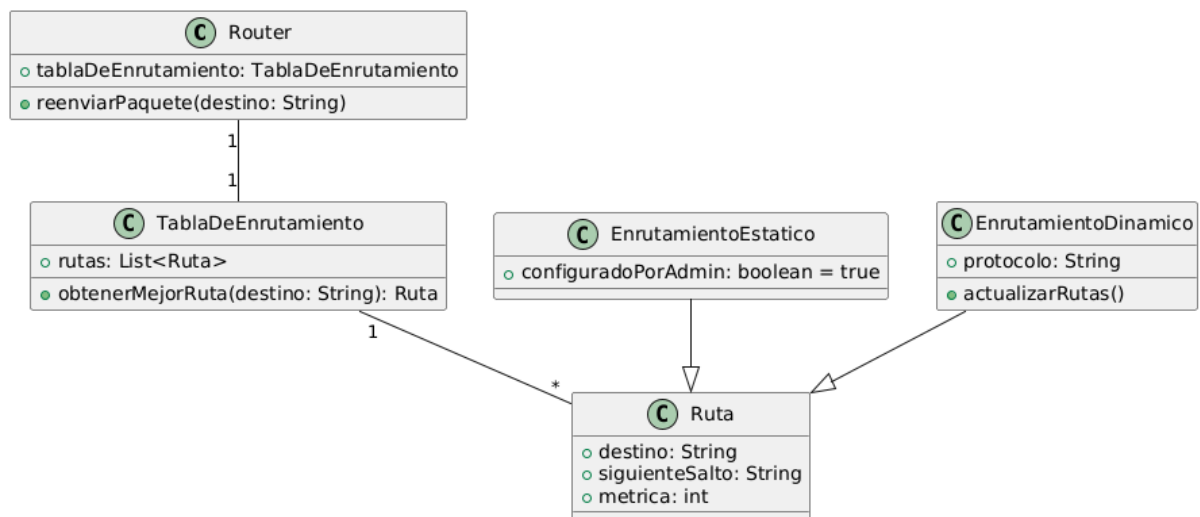 C Router
tablaDeEnrutamiento: TablaDeEnrutamiento
reenviarPaquete(destino: String)
1
1
C TablaDeEnrutamiento
rutas: List<Ruta>
obtenerMejorRuta(destino: String): Ruta
C EnrutamientoEstatico
configuradoPorAdmin: boolean = true
C EnrutamientoDinamico
protocolo: String
actualizarRutas()
1
*
C Ruta
destino: String
siguienteSalto: String
metrica: int